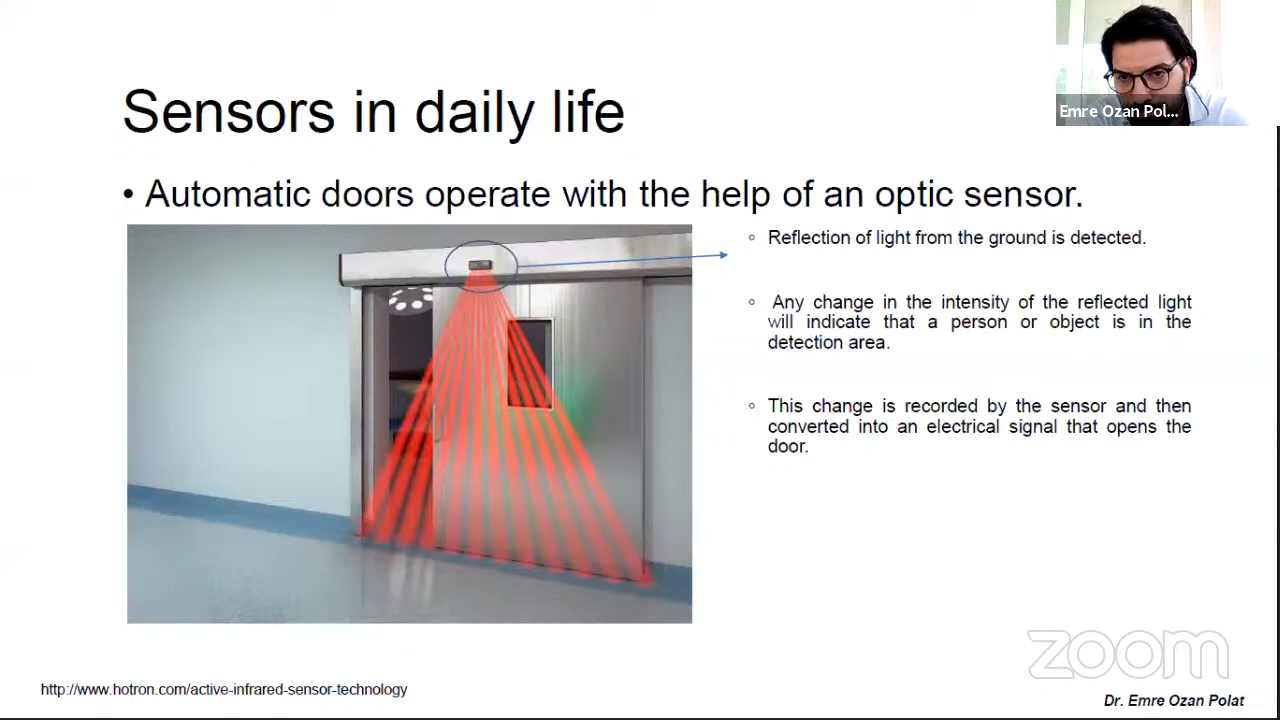 Emre Ozan Pol...
Sensors in daily life
• Automatic doors operate with the help of an optic sensor.
◦ Reflection of light from the ground is detected.
◦ Any change in the intensity of the reflected light
will indicate that a person or object is in the
detection area.
◦ This change is recorded by the sensor and then
converted into an electrical signal that opens the
door.
zoom
http://www.hotron.com/active-infrared-sensor-technology
Dr. Emre Ozan Polat